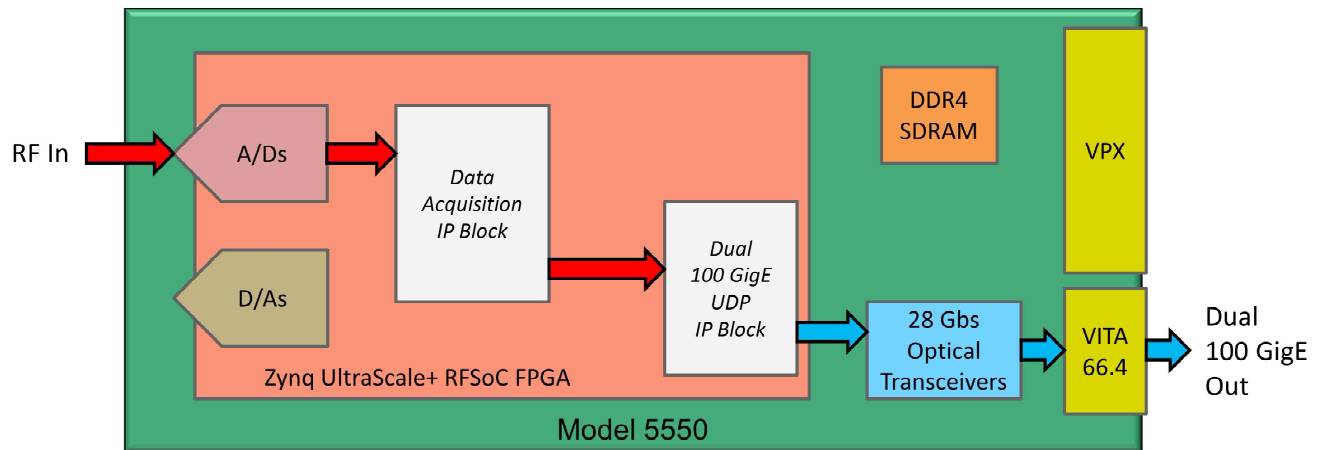 RF In
A/Ds
Data
Acquisition
IP Block
D/As
Dual
100 GigE
UDP
IP Block
Zynq UltraScale+ RFSoC FPGA
DDR4
SDRAM
VPX
28 Gbs
Optical
Transceivers
VITA
66.4
Dual
100 GigE
Out
Model 5550